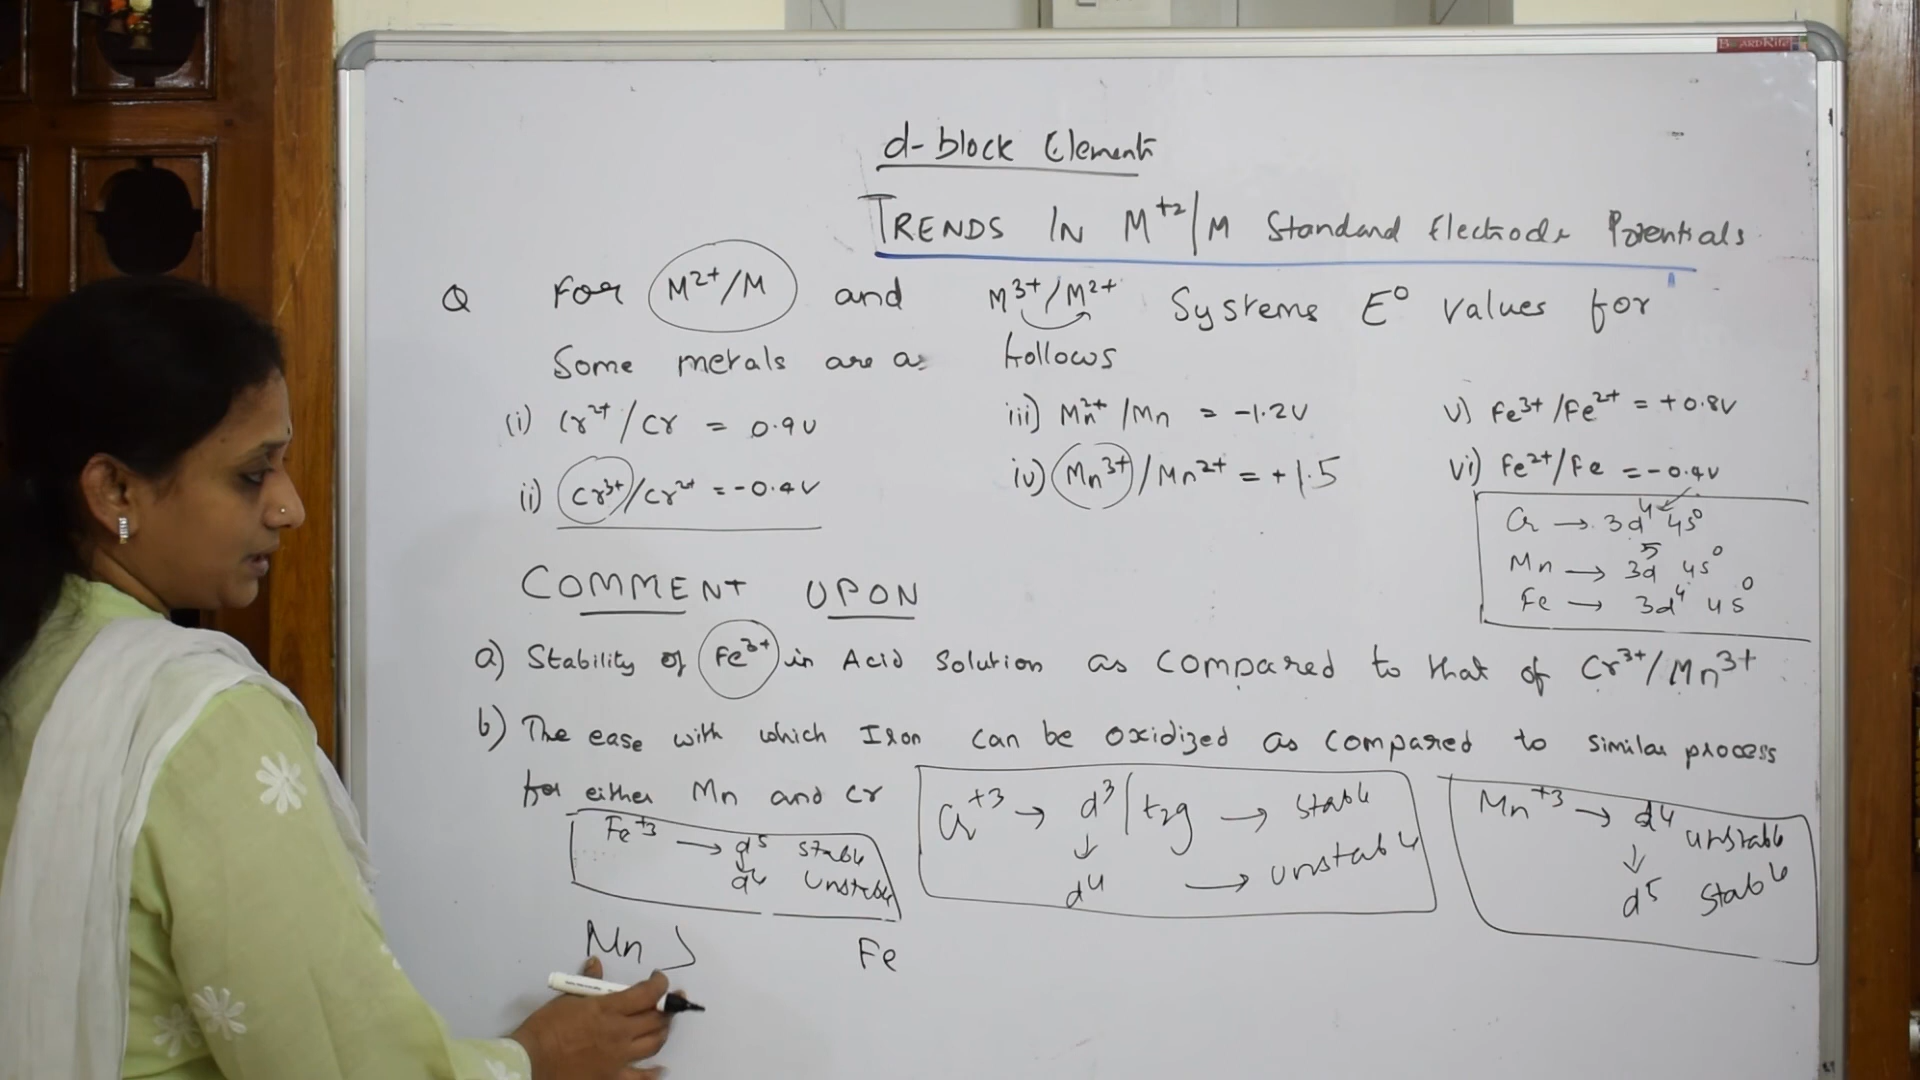 BOARDRITE
d-block Elements
TRENDS IN M⁺²/M Standard Electrode Potentials
Q For M²⁺/M and M³⁺/M²⁺ Systems E⁰ values for
Some metals are as follows
(i) Cr²⁺/Cr = 0.9V iii) Mn²⁺/Mn = -1.2V v) Fe³⁺/Fe²⁺ = +0.8V
ii) Cr³⁺/Cr²⁺ = -0.4V iv) Mn³⁺/Mn²⁺ = +1.5 vi) Fe²⁺/Fe = -0.4V
Cr → 3d⁴ 4s⁰
Mn → 3d⁵ 4s⁰
Fe → 3d⁴ 4s⁰
COMMENT UPON
a) Stability of Fe³⁺ in Acid Solution as compared to that of Cr³⁺/Mn³⁺
b) The ease with which Iron can be oxidized as compared to similar process
for either Mn and Cr
Fe⁺³ → d⁵ stable
d⁶ Unstable
Cr⁺³ → d³/t₂g → stable
↓
d⁴ → unstable
Mn⁺³ → d⁴ unstable
↓
d⁵ Stable
Mn > Fe